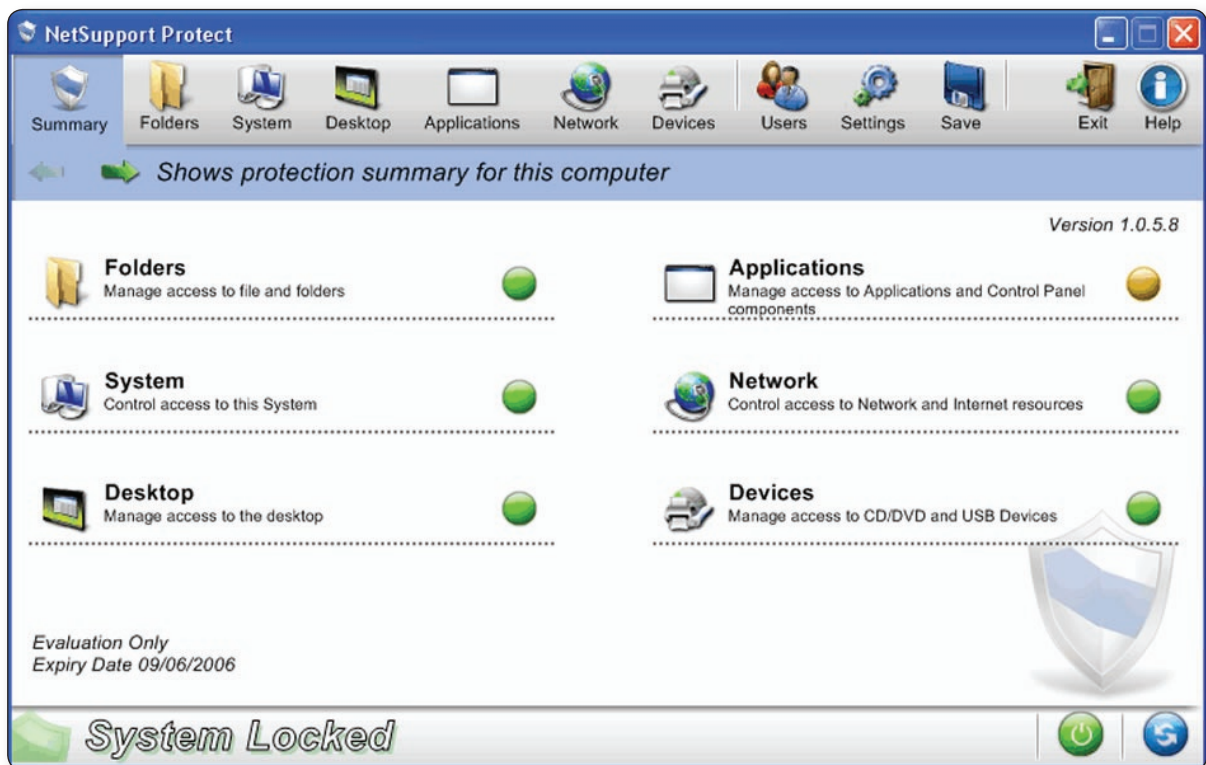 NetSupport Protect
Summary
Folders
System
Desktop
Applications
Network
Devices
Users
Settings
Save
Exit
Help
Shows protection summary for this computer
Version 1.0.5.8
Folders
Manage access to file and folders
Applications
Manage access to Applications and Control Panel
components
System
Control access to this System
Network
Control access to Network and Internet resources
Desktop
Manage access to the desktop
Devices
Manage access to CD/DVD and USB Devices
Evaluation Only
Expiry Date 09/06/2006
System Locked